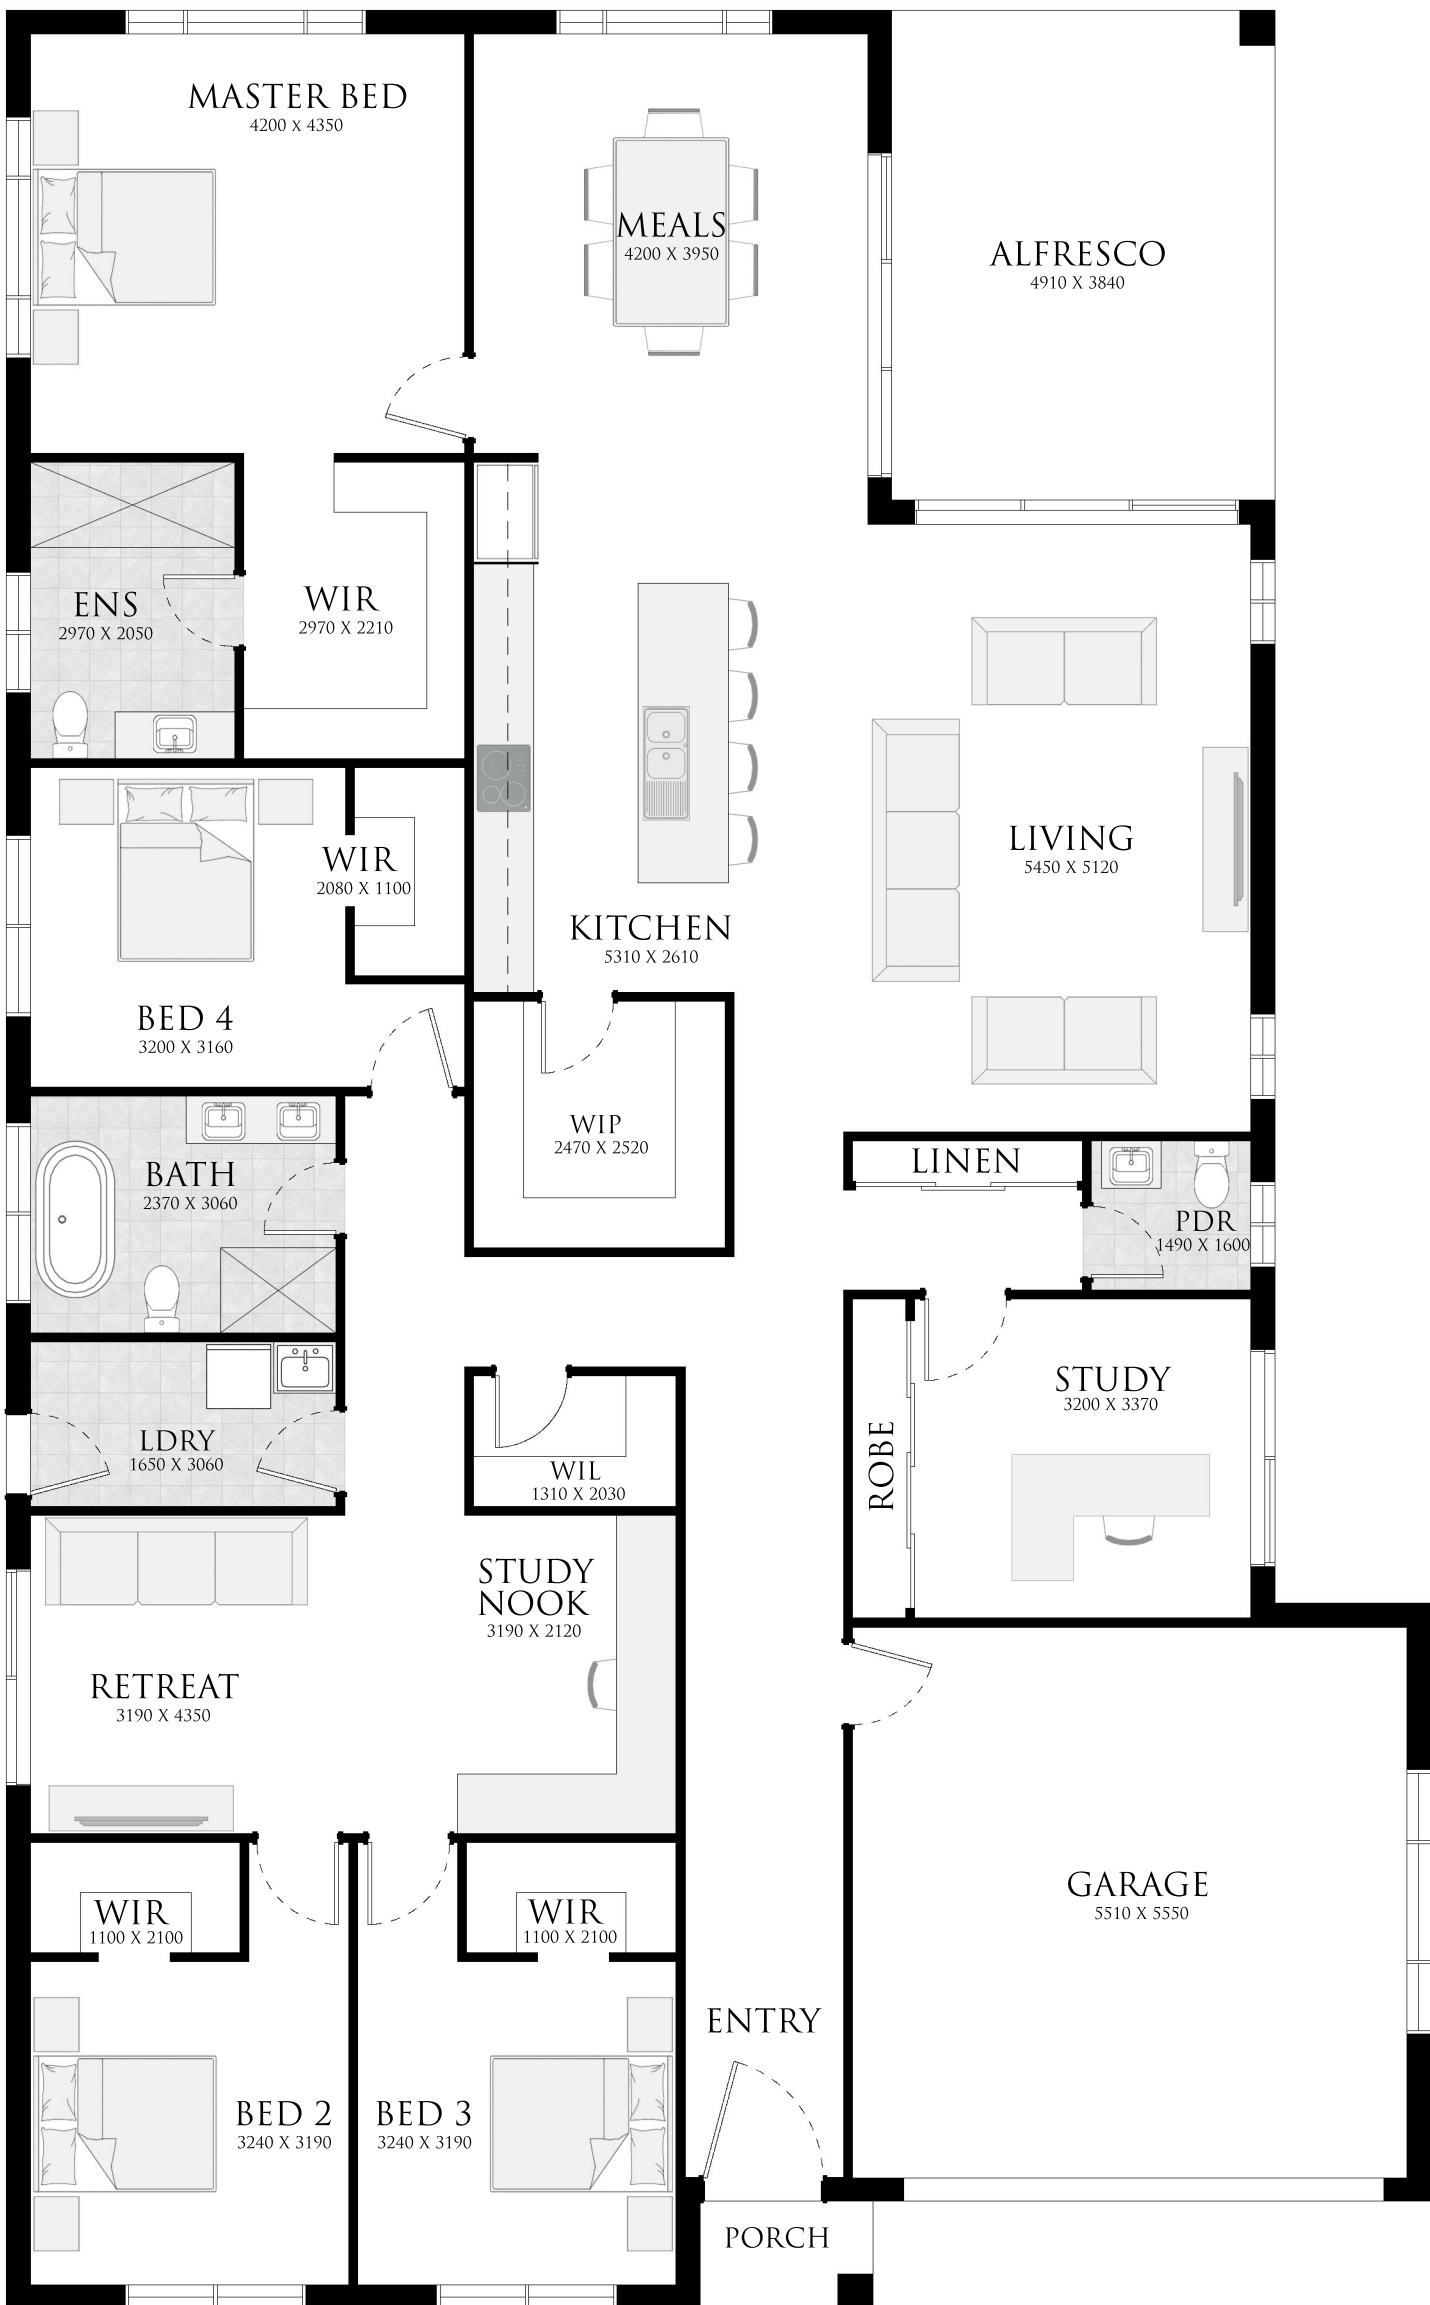 MASTER BED
4200 X 4350
MEALS
4200 X 3950
ALFRESCO
4910 X 3840
ENS
2970 X 2050
WIR
2970 X 2210
LIVING
5450 X 5120
WIR
2080 X 1100
KITCHEN
5310 X 2610
BED 4
3200 X 3160
WIP
2470 X 2520
BATH
2370 X 3060
LINEN
PDR
1490 X 1600
STUDY
3200 X 3370
ROBE
LDRY
1650 X 3060
WIL
1310 X 2030
STUDY
NOOK
3190 X 2120
RETREAT
3190 X 4350
GARAGE
5510 X 5550
WIR
1100 X 2100
WIR
1100 X 2100
ENTRY
BED 2
3240 X 3190
BED 3
3240 X 3190
PORCH